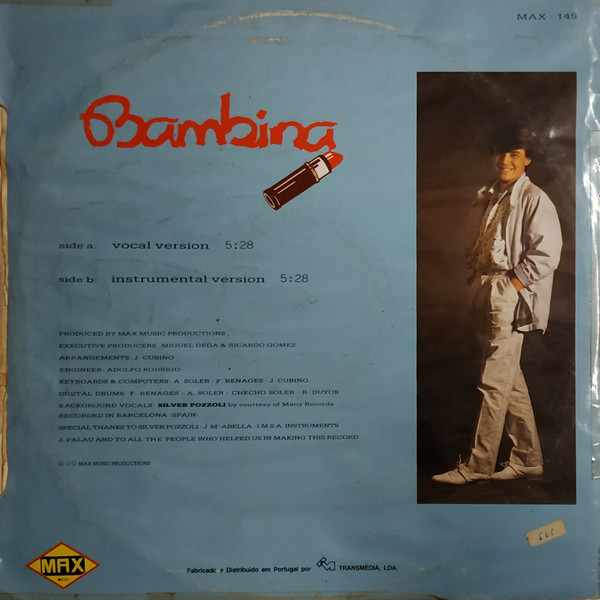 MAX - 145
Bambina
side a: vocal version 5:28
side b: instrumental version 5:28
PRODUCED BY MAX MUSIC PRODUCTIONS.
EXECUTIVE PRODUCERS: MIGUEL DEGA & RICARDO GOMEZ
ARRANGEMENTS: J. CUBINO
ENGINEER: ADOLFO RODRIGO
KEYBOARDS & COMPUTERS: A. SOLER · F. BENAGES · J. CUBINO
DIGITAL DRUMS: F. BENAGES · A. SOLER · CHECHO SOLER · R. DUYOS
BACKGROUND VOCALS: SILVER POZZOLI by courtesy of Many Records
RECORDED IN BARCELONA · SPAIN ·
SPECIAL THANKS TO SILVER POZZOLI · J. M. ABELLA · I.M.S.A. INSTRUMENTS
J. PALAU AND TO ALL THE PEOPLE WHO HELPED US IN MAKING THIS RECORD
Ⓟ · Ⓒ MAX MUSIC PRODUCTIONS
MAX
music
Fabricado e Distribuído em Portugal por TRANSMÉDIA, LDA.